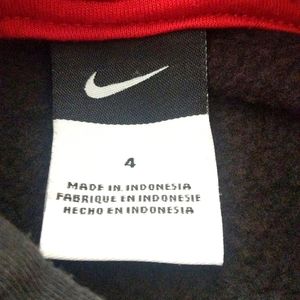 4
MADE IN INDONESIA
FABRIQUE EN INDONESIE
HECHO EN INDONESIA